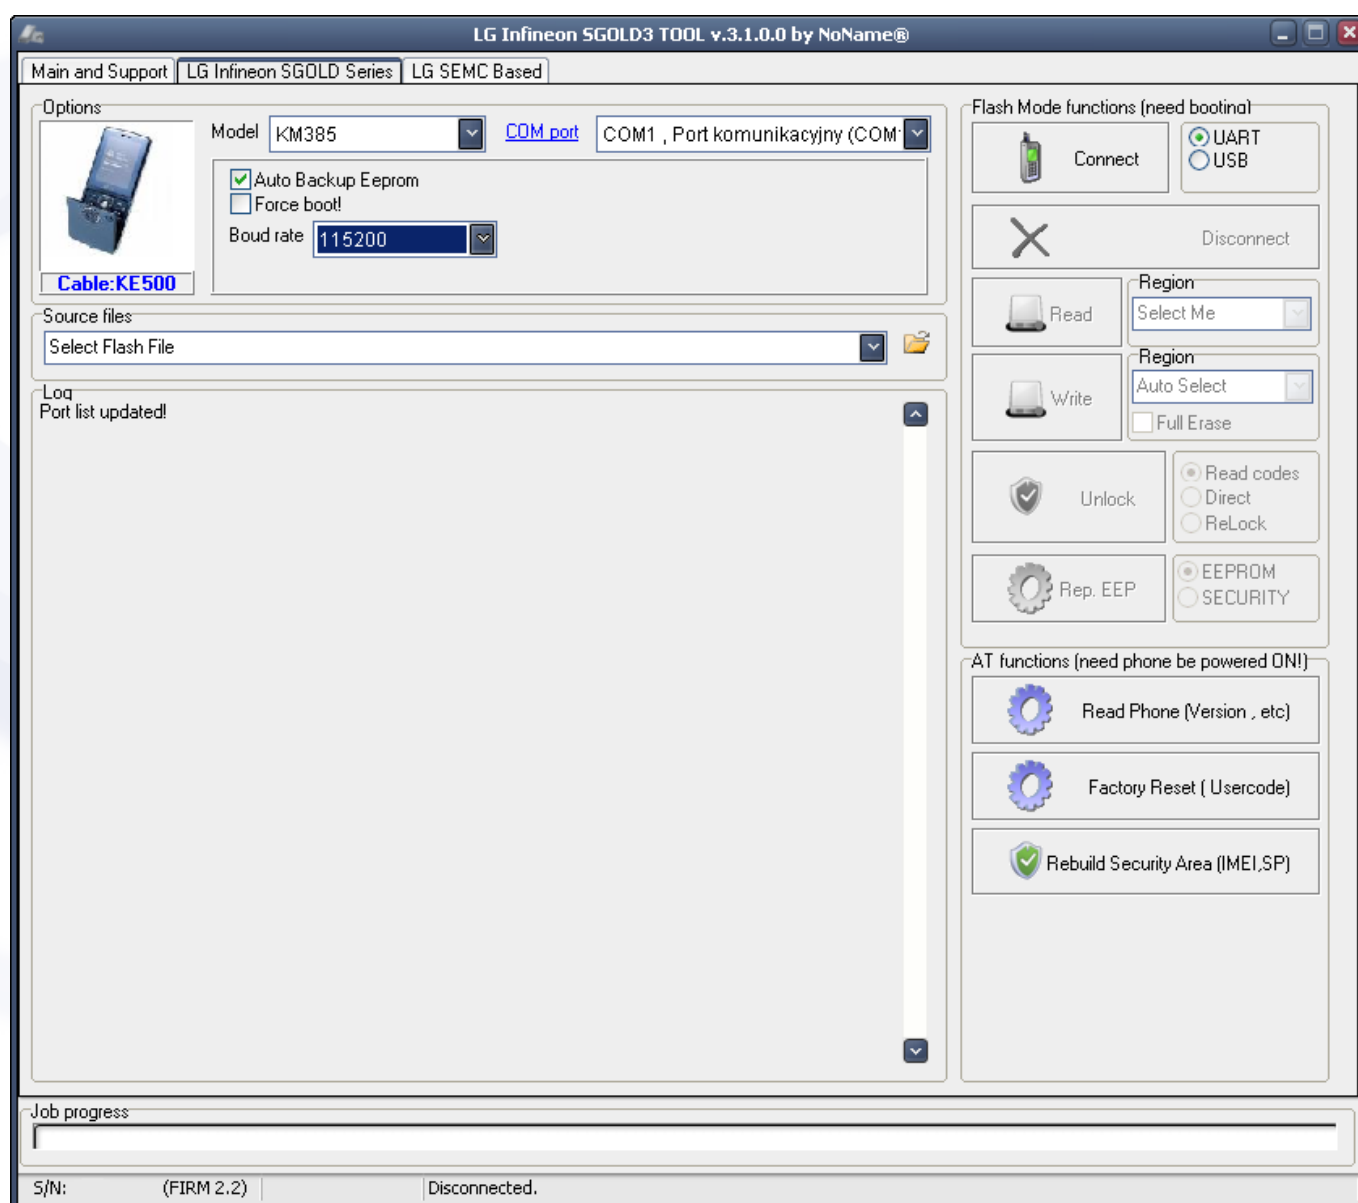 LG Infineon SGOLD3 TOOL v.3.1.0.0 by NoName®
Main and Support LG Infineon SGOLD Series LG SEMC Based
Options
Model KM385 COM port COM1 , Port komunikacyjny (COM
Auto Backup Eeprom
Force boot!
Boud rate 115200
Cable:KE500
Source files
Select Flash File
Log
Port list updated!
Flash Mode functions (need booting)
Connect
UART
USB
Disconnect
Read
Region
Select Me
Write
Region
Auto Select
Full Erase
Unlock
Read codes
Direct
ReLock
Rep. EEP
EEPROM
SECURITY
AT functions (need phone be powered ON!)
Read Phone (Version , etc)
Factory Reset ( Usercode)
Rebuild Security Area (IMEI,SP)
Job progress
S/N: (FIRM 2.2) Disconnected.